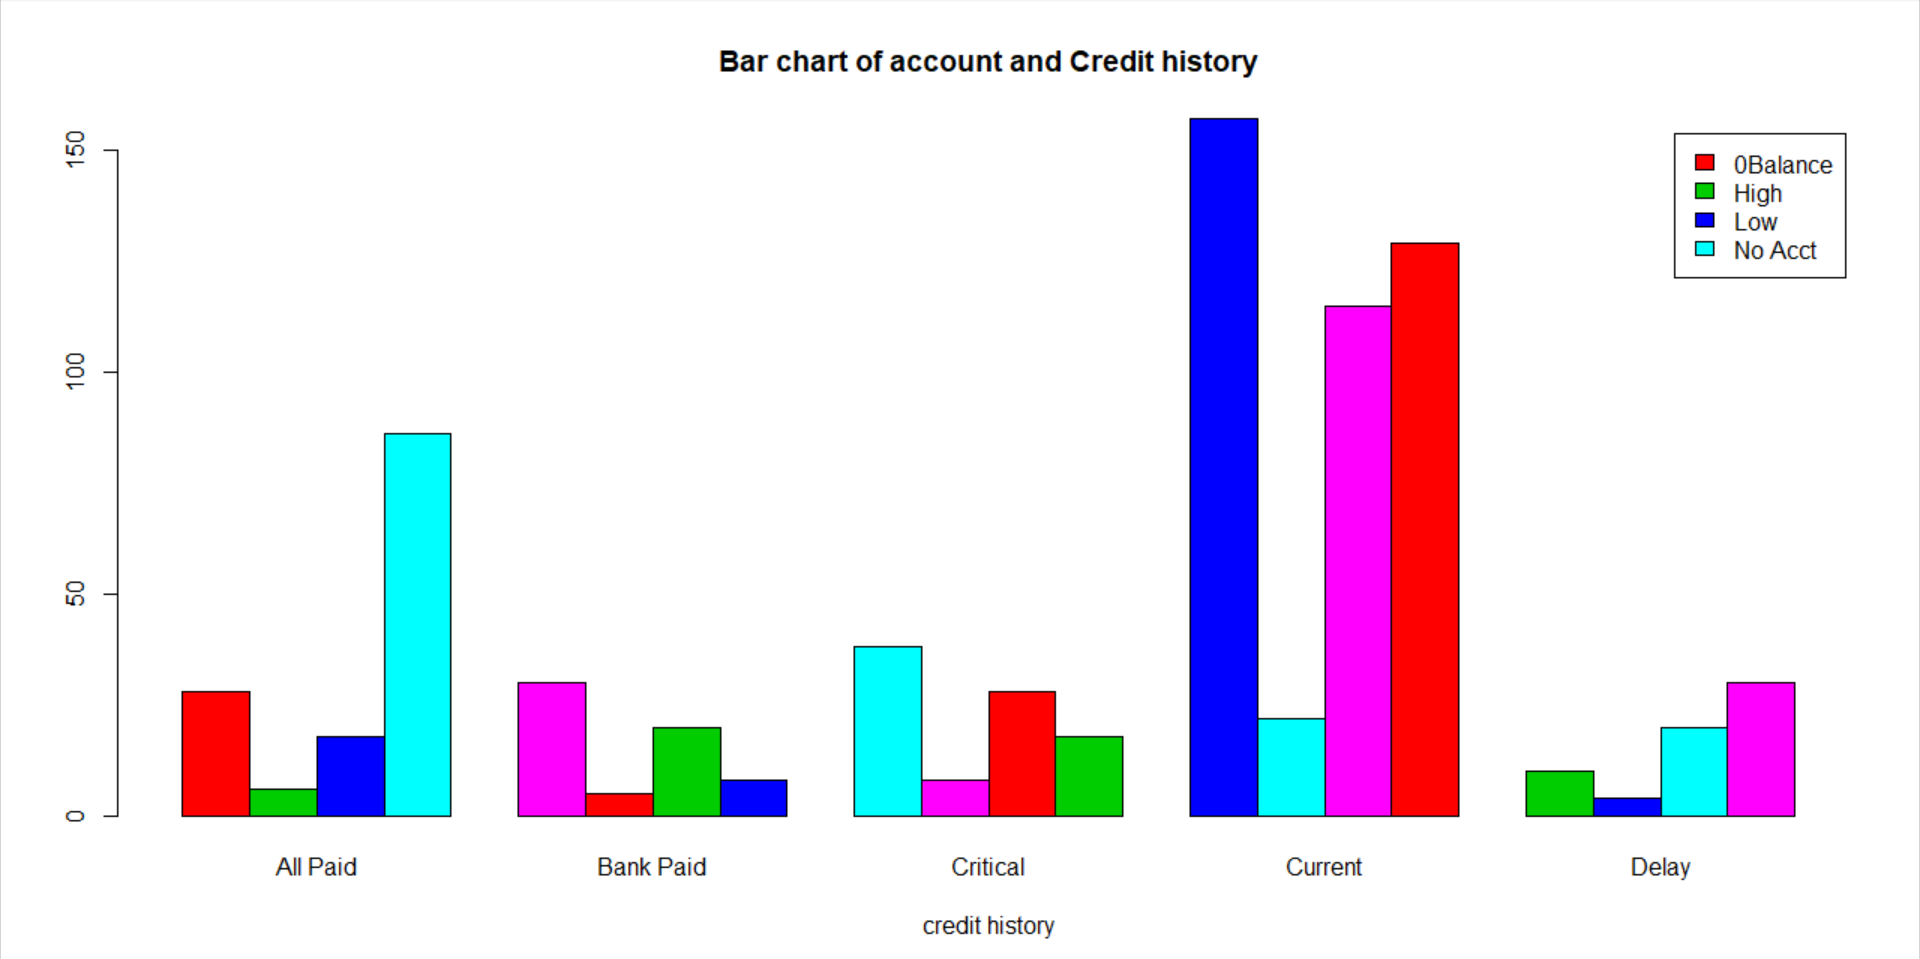 Bar chart of account and Credit history
150
100
50
0
0Balance
High
Low
No Acct
All Paid
Bank Paid
Critical
Current
Delay
credit history